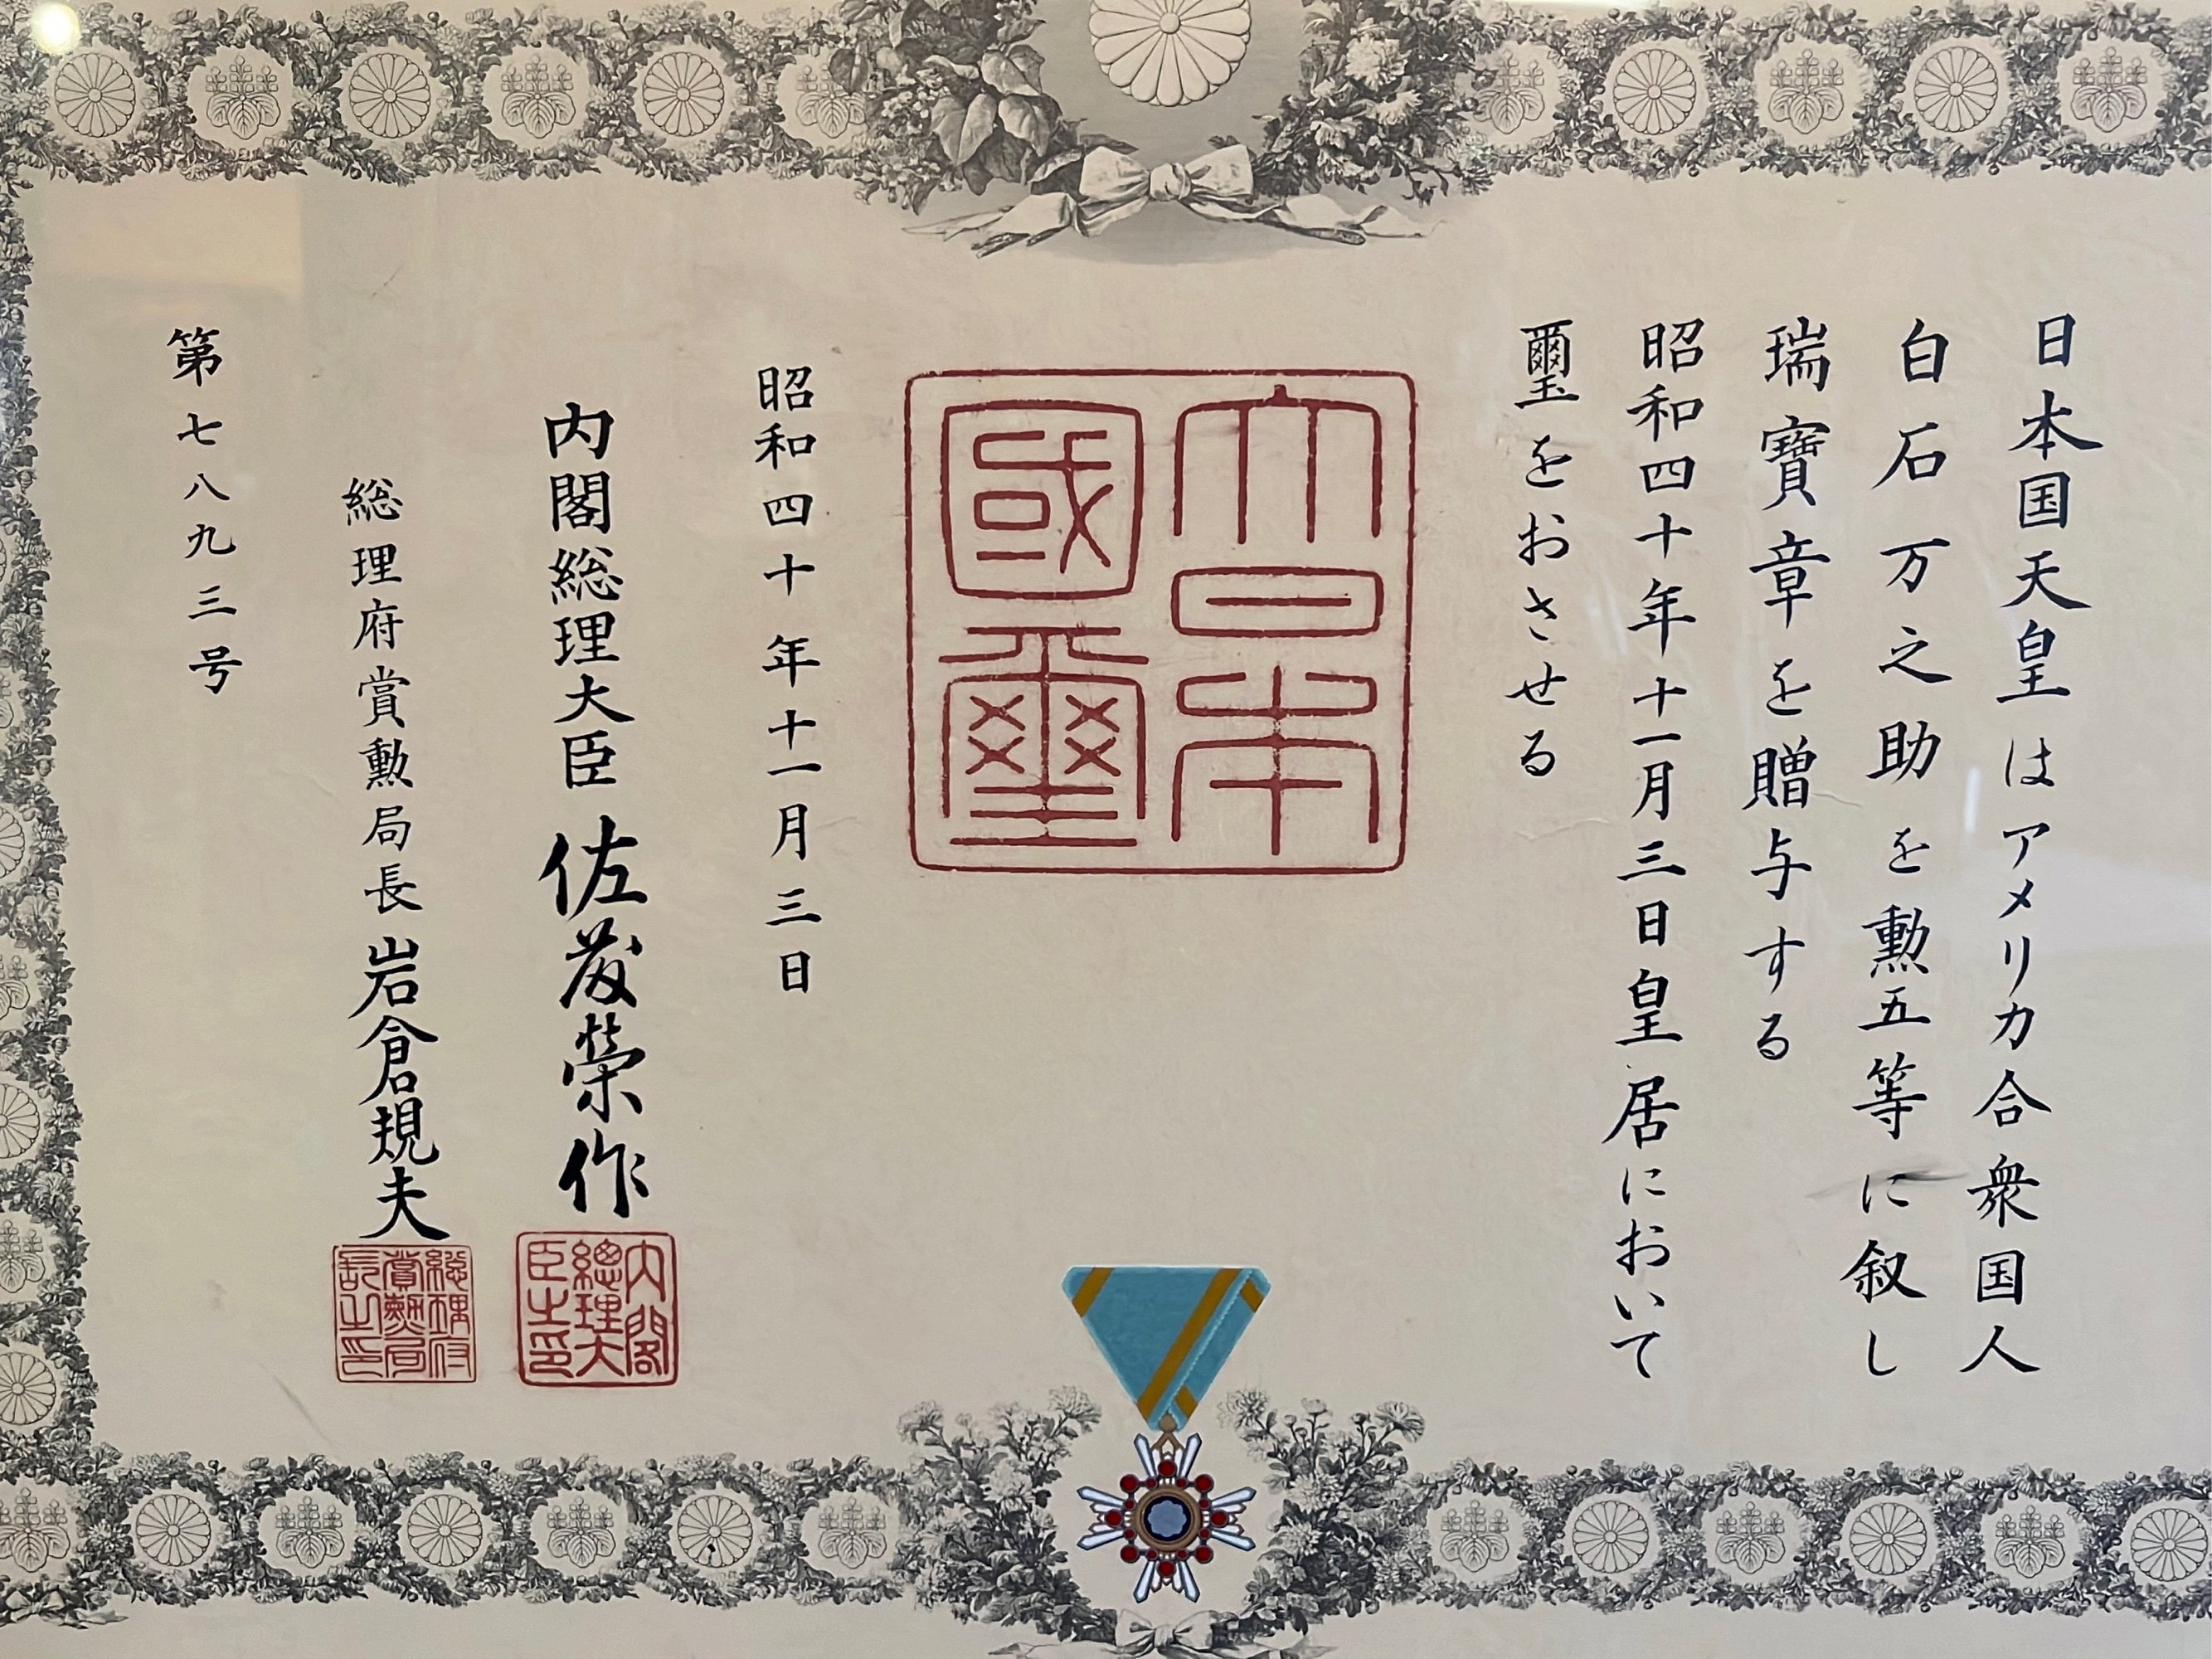 日本国天皇はアメリカ合衆国人
白石万之助を勲五等に叙し
瑞寶章を贈与する
昭和四十年十一月三日皇居において
璽をおさせる
大日本國璽
昭和四十年十一月三日
内閣総理大臣 佐藤榮作
内閣總理大臣之印
総理府賞勲局長 岩倉規夫
総理府賞勲局長之印
第七八九三号